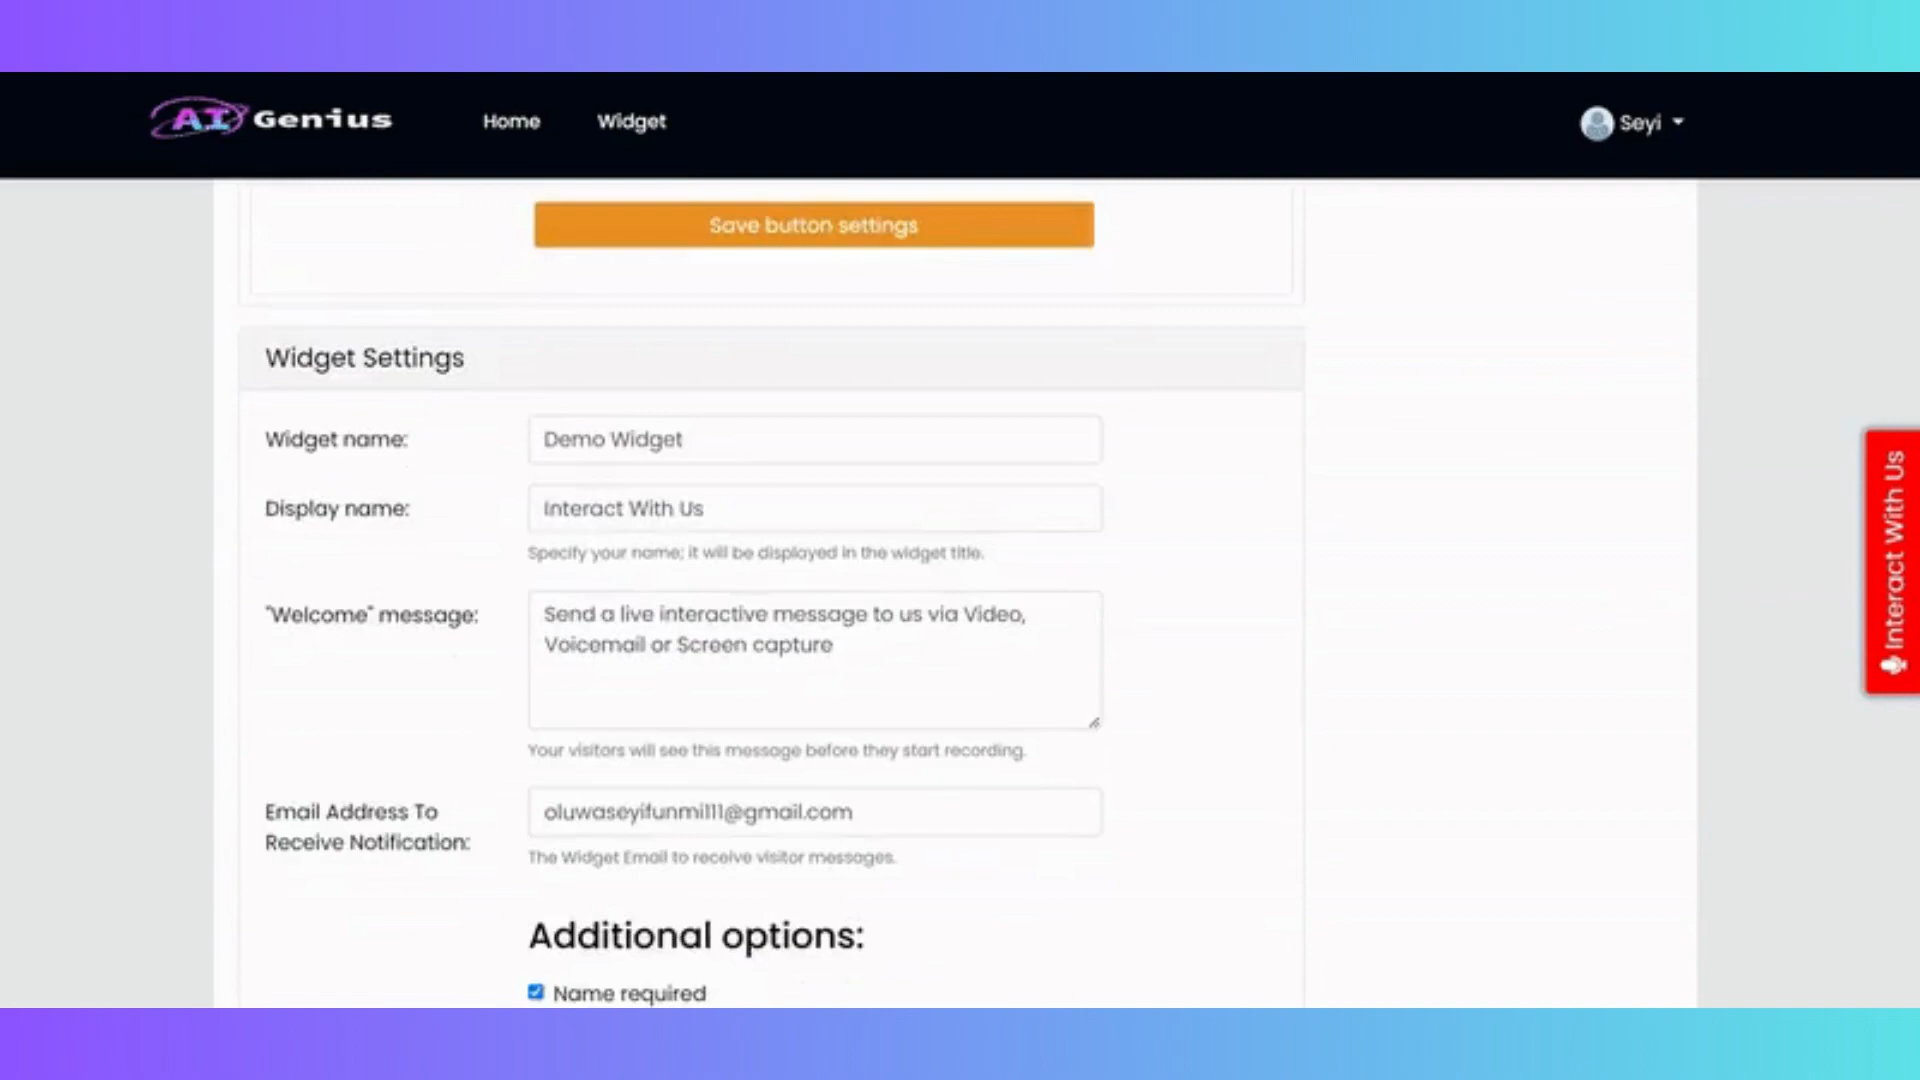 AI Genius
Home
Widget
Seyi
Save button settings
Widget Settings
Widget name:
Demo Widget
Display name:
Interact With Us
Specify your name; it will be displayed in the widget title.
"Welcome" message:
Send a live interactive message to us via Video,
Voicemail or Screen capture
Your visitors will see this message before they start recording.
Email Address To
Receive Notification:
oluwaseyifunmi111@gmail.com
The Widget Email to receive visitor messages.
Additional options:
Name required
Interact With Us